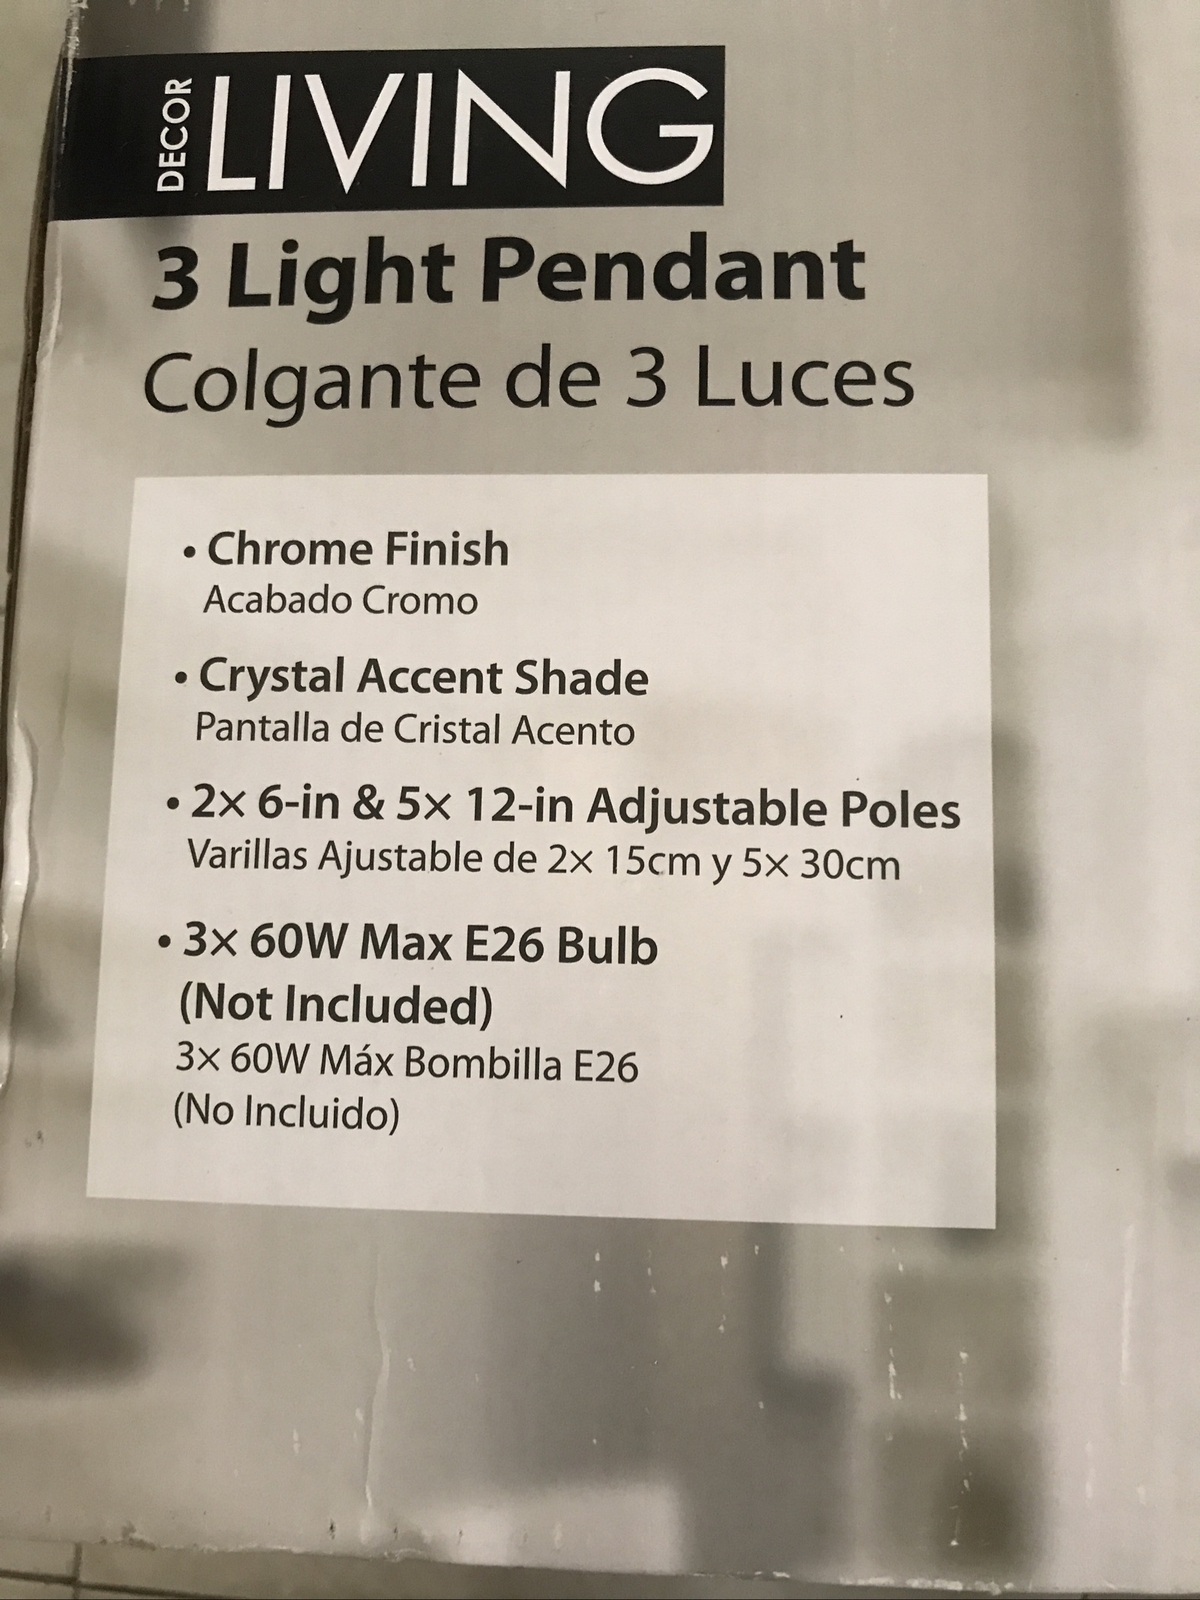 DECOR LIVING
3 Light Pendant
Colgante de 3 Luces
• Chrome Finish
Acabado Cromo
• Crystal Accent Shade
Pantalla de Cristal Acento
• 2× 6-in & 5× 12-in Adjustable Poles
Varillas Ajustable de 2× 15cm y 5× 30cm
• 3× 60W Max E26 Bulb
(Not Included)
3× 60W Máx Bombilla E26
(No Incluido)